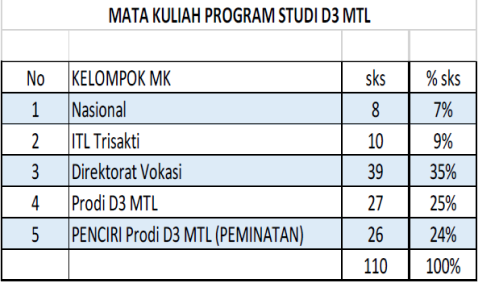 MATA KULIAH PROGRAM STUDI D3 MTL
No KELOMPOK MK sks % sks
1 Nasional 8 7%
2 ITL Trisakti 10 9%
3 Direktorat Vokasi 39 35%
4 Prodi D3 MTL 27 25%
5 PENCIRI Prodi D3 MTL (PEMINATAN) 26 24%
110 100%